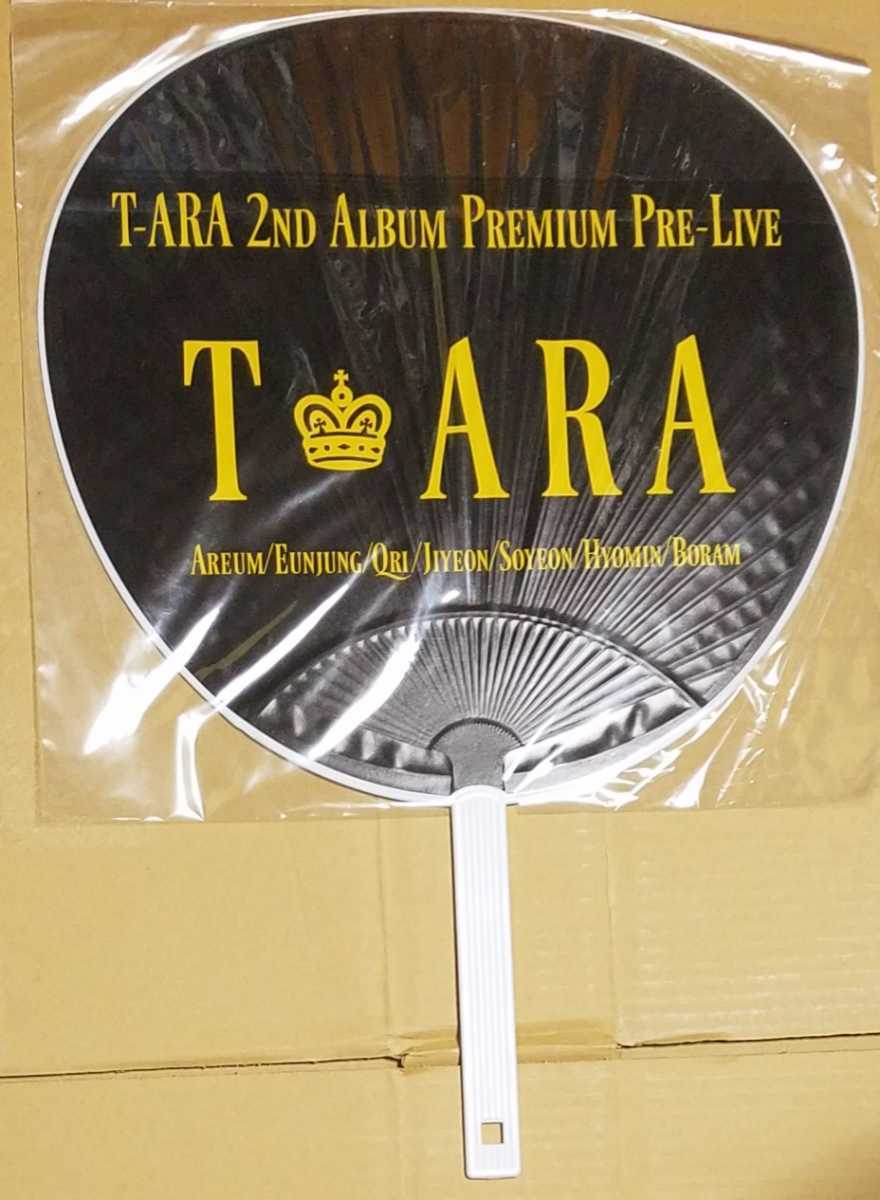 T-ARA 2ND ALBUM PREMIUM PRE-LIVE
T ARA
AREUM/EUNJUNG/QRI/JIYEON/SOYEON/HYOMIN/BORAM